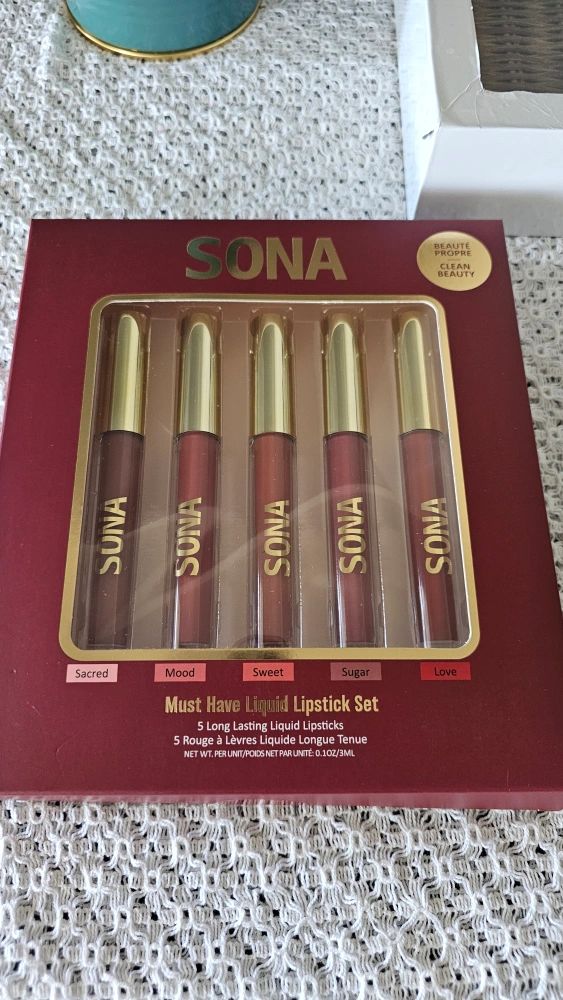 SONA
BEAUTÉ
PROPRE
CLEAN
BEAUTY
SONA
SONA
SONA
SONA
SONA
Sacred
Mood
Sweet
Sugar
Love
Must Have Liquid Lipstick Set
5 Long Lasting Liquid Lipsticks
5 Rouge à Lèvres Liquide Longue Tenue
NET WT. PER UNIT/POIDS NET PAR UNITÉ: 0.1OZ/3ML